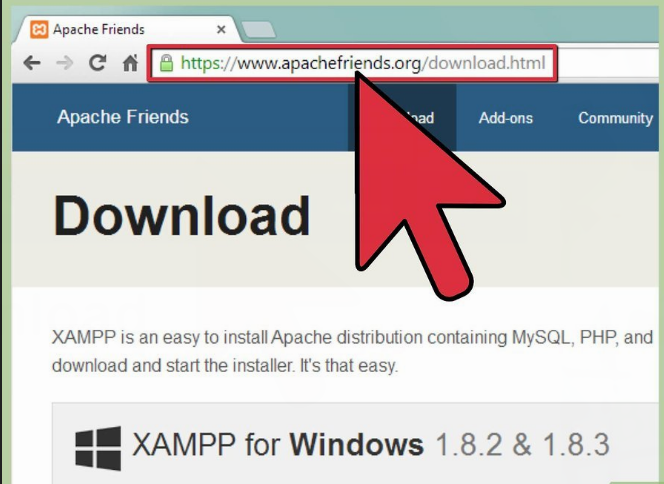 Apache Friends
https://www.apachefriends.org/download.html
Apache Friends
Add-ons
Community
Download
XAMPP is an easy to install Apache distribution containing MySQL, PHP, and
download and start the installer. It's that easy.
XAMPP for Windows 1.8.2 & 1.8.3